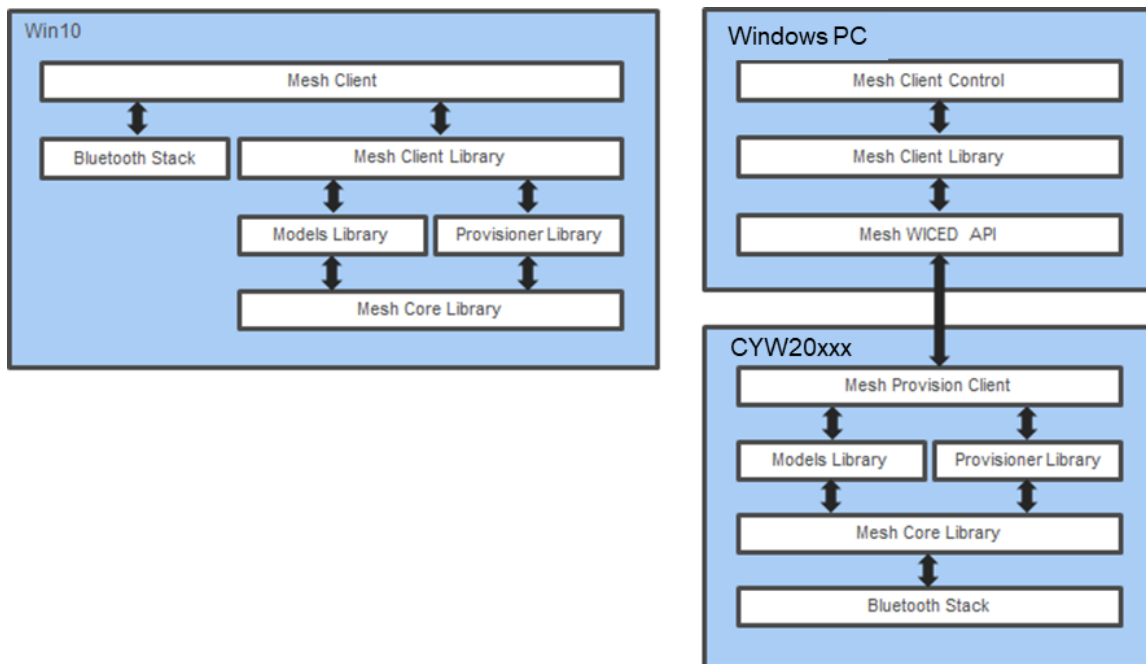 Win10
Mesh Client
Bluetooth Stack
Mesh Client Library
Models Library
Provisioner Library
Mesh Core Library
Windows PC
Mesh Client Control
Mesh Client Library
Mesh WICED API
CYW20xxx
Mesh Provision Client
Models Library
Provisioner Library
Mesh Core Library
Bluetooth Stack